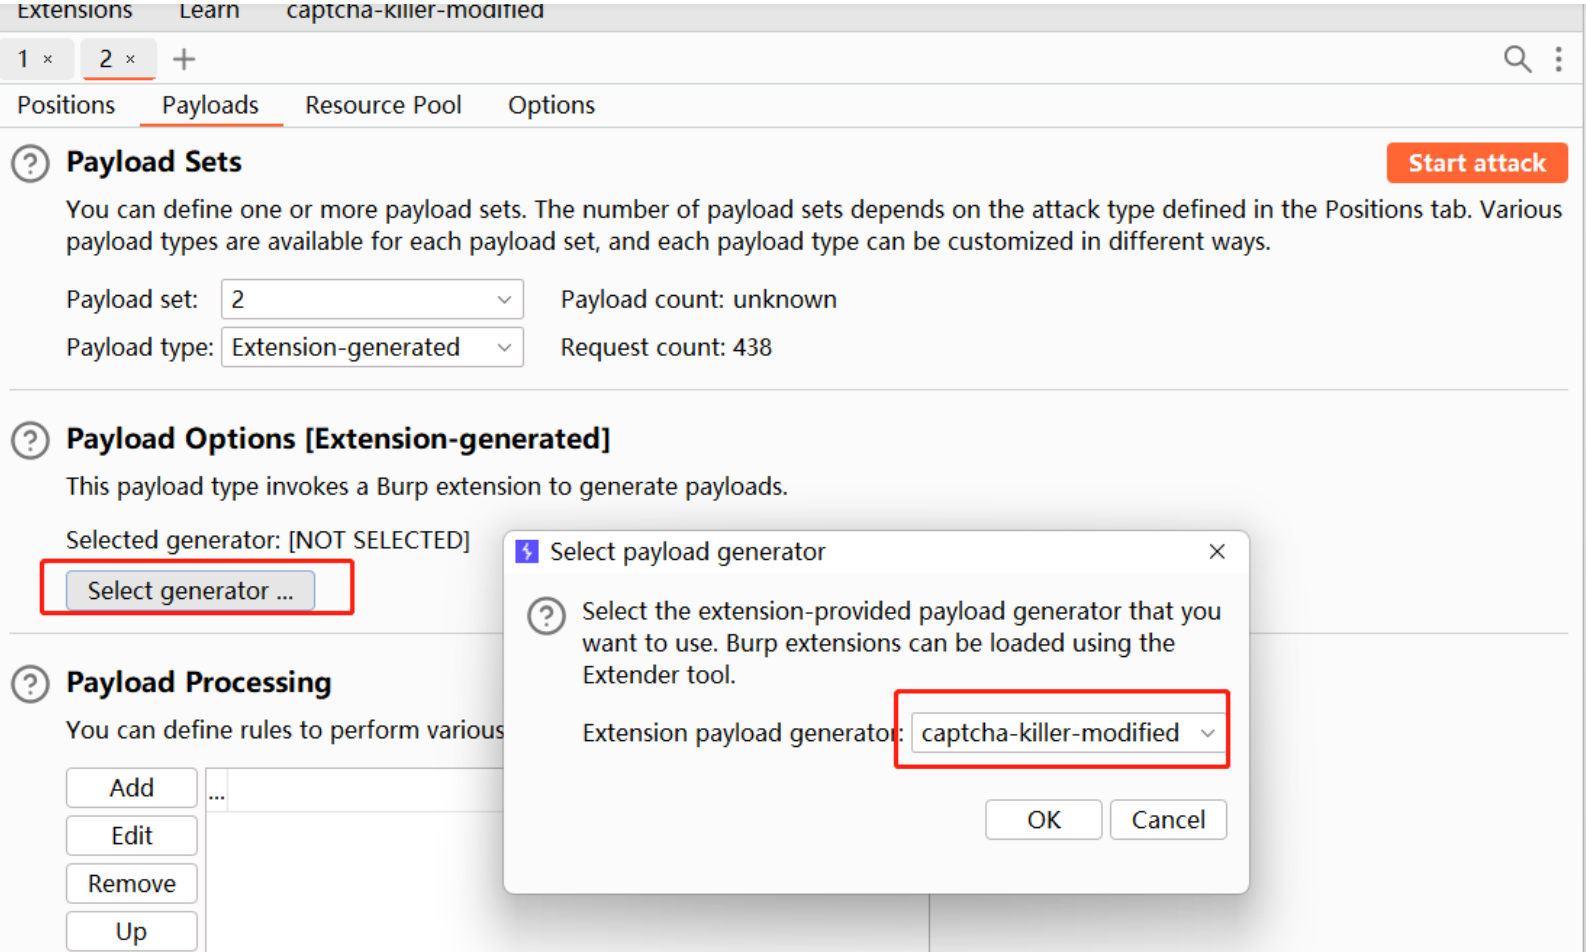 Extensions Learn captcha-killer-modified
1 × 2 × +
Positions Payloads Resource Pool Options
? Payload Sets Start attack
You can define one or more payload sets. The number of payload sets depends on the attack type defined in the Positions tab. Various
payload types are available for each payload set, and each payload type can be customized in different ways.
Payload set: 2 Payload count: unknown
Payload type: Extension-generated Request count: 438
? Payload Options [Extension-generated]
This payload type invokes a Burp extension to generate payloads.
Selected generator: [NOT SELECTED]
Select generator ...
? Payload Processing
You can define rules to perform various
Add ...
Edit
Remove
Up
Select payload generator ×
? Select the extension-provided payload generator that you
want to use. Burp extensions can be loaded using the
Extender tool.
Extension payload generator: captcha-killer-modified
OK Cancel